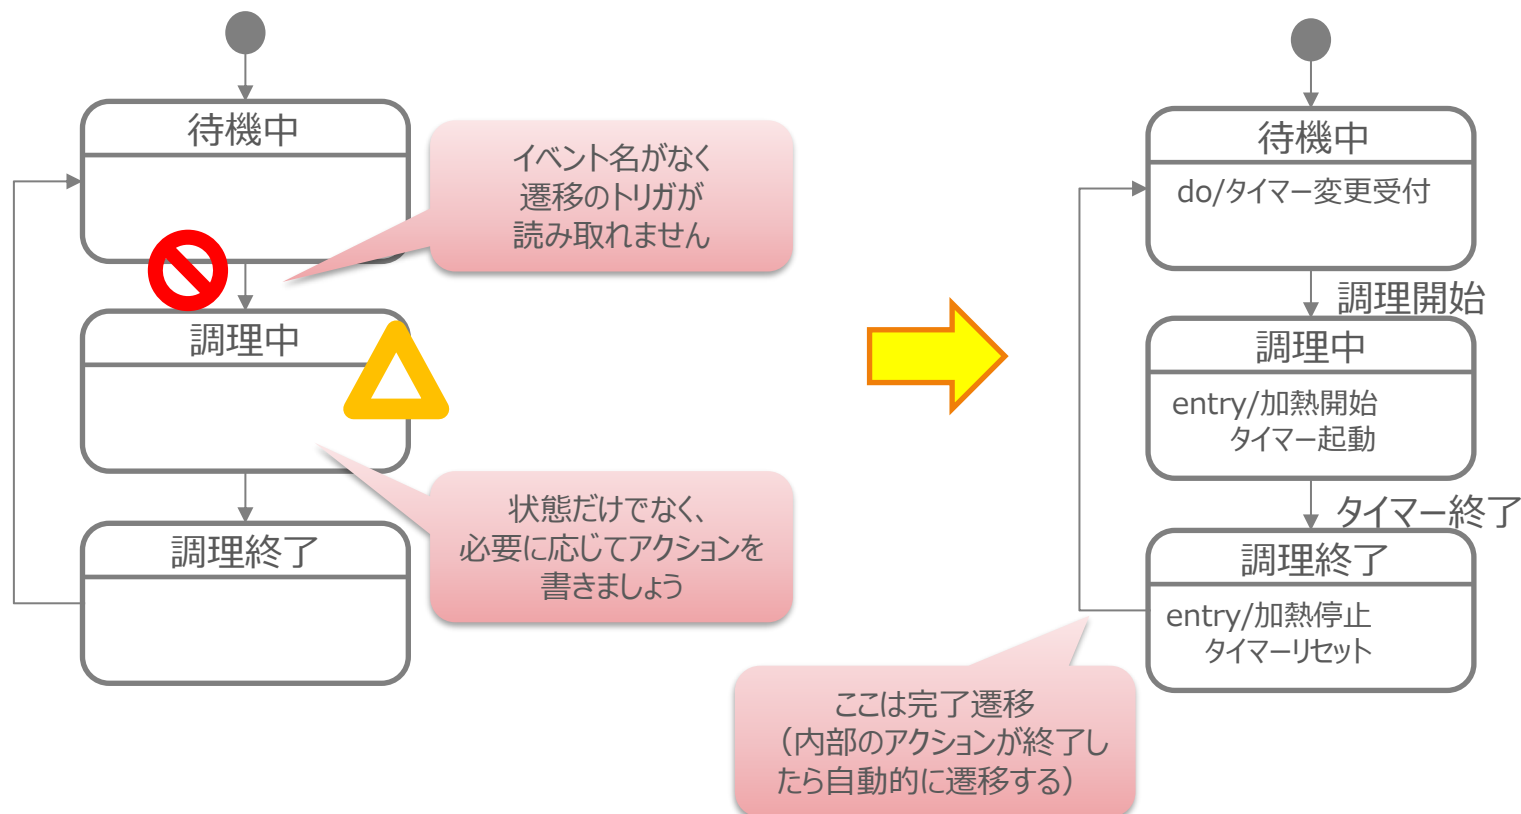 待機中
イベント名がなく
遷移のトリガが
読み取れません
調理中
状態だけでなく、
必要に応じてアクションを
書きましょう
調理終了
待機中
do/タイマー変更受付
調理開始
調理中
entry/加熱開始
タイマー起動
タイマー終了
調理終了
entry/加熱停止
タイマーリセット
ここは完了遷移
（内部のアクションが終了し
たら自動的に遷移する）